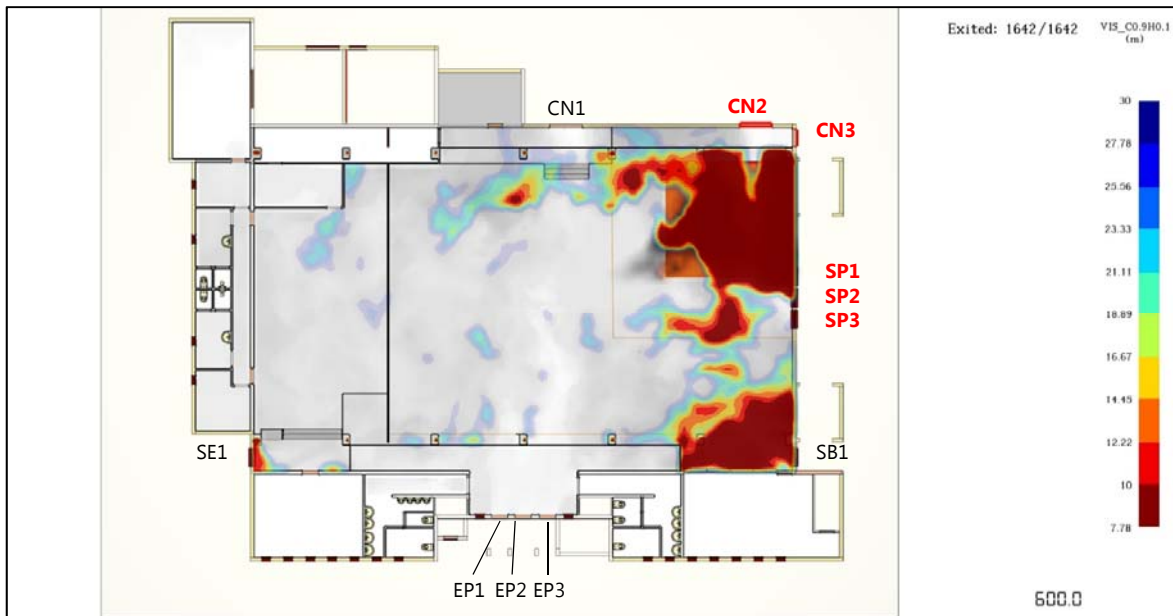 Exited: 1642/1642
VIS_C0.9H0.1
(m)
CN1
CN2
CN3
30
27.78
25.56
23.33
21.11
18.89
16.67
14.45
12.22
10
7.78
SP1
SP2
SP3
SE1
SB1
EP1 EP2 EP3
600.0